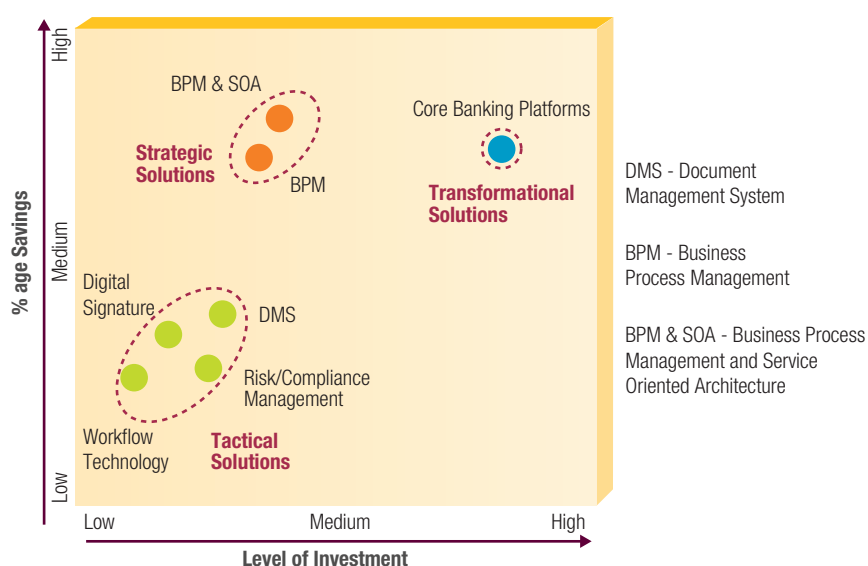 High
BPM & SOA
Core Banking Platforms
Strategic
Solutions
BPM
Transformational
Solutions
DMS - Document
Management System
% age Savings
Medium
BPM - Business
Process Management
Digital
Signature
DMS
BPM & SOA - Business Process
Management and Service
Oriented Architecture
Risk/Compliance
Management
Workflow
Technology
Tactical
Solutions
Low
Low
Medium
High
Level of Investment